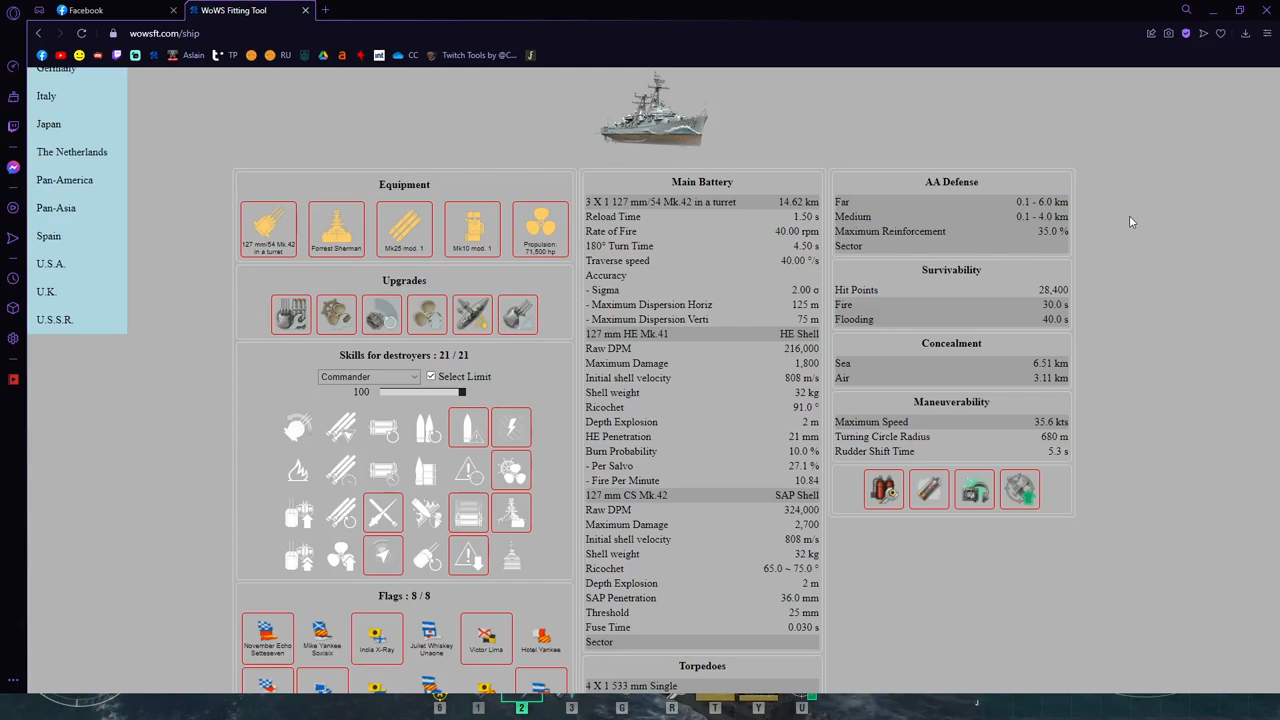 Facebook
WoWS Fitting Tool
wowsft.com/ship
Aslain
TP
RU
int
CC
Twitch Tools by @C...
Germany
Italy
Japan
The Netherlands
Pan-America
Pan-Asia
Spain
U.S.A.
U.K.
U.S.S.R.
Equipment
127 mm/54 Mk.42
in a turret
Forrest Sherman
Mk25 mod. 1
Mk10 mod. 1
Propulsion:
71,500 hp
Upgrades
Skills for destroyers : 21 / 21
Commander
Select Limit
100
Flags : 8 / 8
November Echo
Setteseven
Mike Yankee
Soxisix
India X-Ray
Juliet Whiskey
Unaone
Victor Lima
Hotel Yankee
Main Battery
3 X 1 127 mm/54 Mk.42 in a turret 14.62 km
Reload Time 1.50 s
Rate of Fire 40.00 rpm
180° Turn Time 4.50 s
Traverse speed 40.00 °/s
Accuracy
- Sigma 2.00 σ
- Maximum Dispersion Horiz 125 m
- Maximum Dispersion Verti 75 m
127 mm HE Mk.41 HE Shell
Raw DPM 216,000
Maximum Damage 1,800
Initial shell velocity 808 m/s
Shell weight 32 kg
Ricochet 91.0 °
Depth Explosion 2 m
HE Penetration 21 mm
Burn Probability 10.0 %
- Per Salvo 27.1 %
- Fire Per Minute 10.84
127 mm CS Mk.42 SAP Shell
Raw DPM 324,000
Maximum Damage 2,700
Initial shell velocity 808 m/s
Shell weight 32 kg
Ricochet 65.0 ~ 75.0 °
Depth Explosion 2 m
SAP Penetration 36.0 mm
Threshold 25 mm
Fuse Time 0.030 s
Sector
Torpedoes
4 X 1 533 mm Single
AA Defense
Far 0.1 - 6.0 km
Medium 0.1 - 4.0 km
Maximum Reinforcement 35.0 %
Sector
Survivability
Hit Points 28,400
Fire 30.0 s
Flooding 40.0 s
Concealment
Sea 6.51 km
Air 3.11 km
Maneuverability
Maximum Speed 35.6 kts
Turning Circle Radius 680 m
Rudder Shift Time 5.3 s
6 1 2 3 G R T Y U